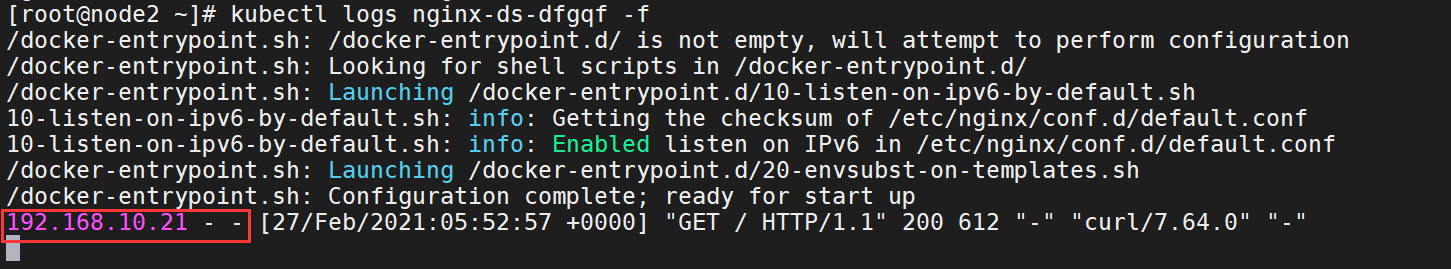 [root@node2 ~]# kubectl logs nginx-ds-dfgqf -f
/docker-entrypoint.sh: /docker-entrypoint.d/ is not empty, will attempt to perform configuration
/docker-entrypoint.sh: Looking for shell scripts in /docker-entrypoint.d/
/docker-entrypoint.sh: Launching /docker-entrypoint.d/10-listen-on-ipv6-by-default.sh
10-listen-on-ipv6-by-default.sh: info: Getting the checksum of /etc/nginx/conf.d/default.conf
10-listen-on-ipv6-by-default.sh: info: Enabled listen on IPv6 in /etc/nginx/conf.d/default.conf
/docker-entrypoint.sh: Launching /docker-entrypoint.d/20-envsubst-on-templates.sh
/docker-entrypoint.sh: Configuration complete; ready for start up
192.168.10.21 - - [27/Feb/2021:05:52:57 +0000] "GET / HTTP/1.1" 200 612 "-" "curl/7.64.0" "-"